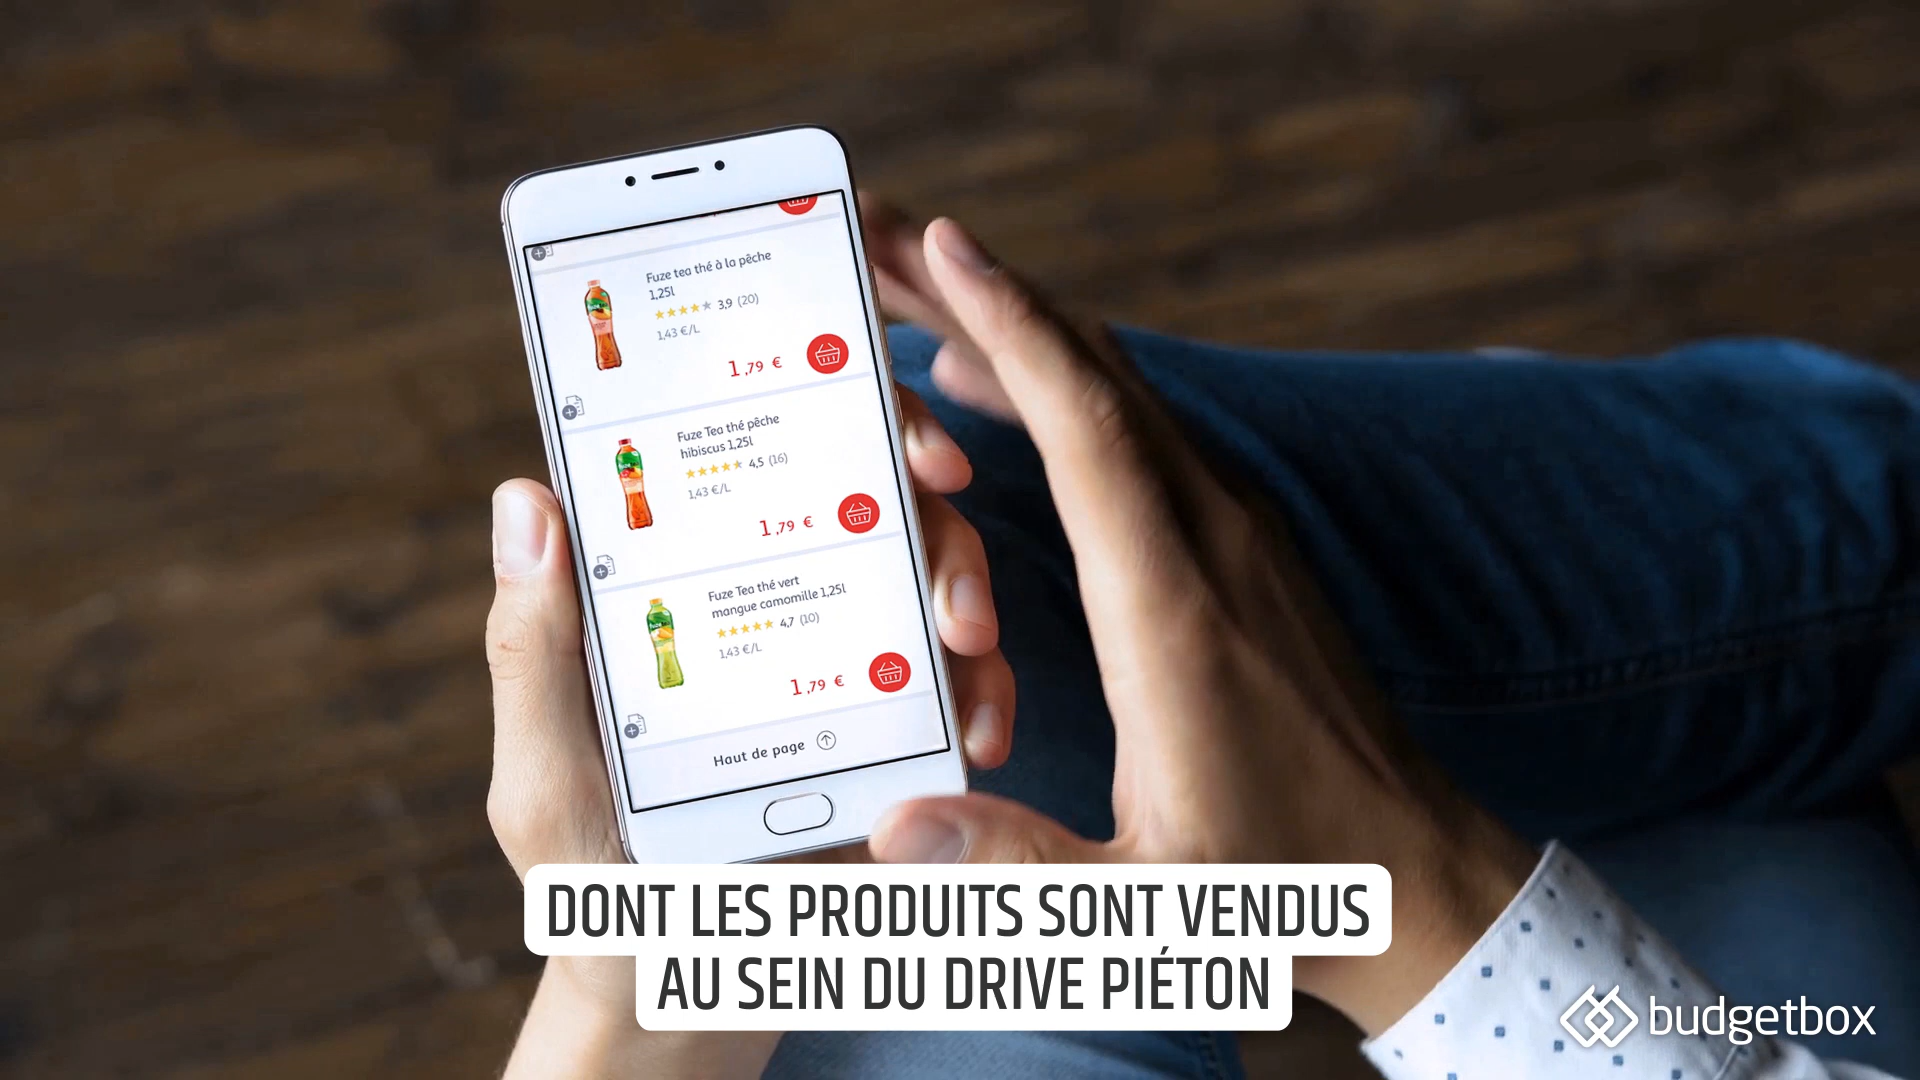 Fuze tea thé à la pêche
1,25l
3,9 (20)
1,43 €/L
1,79 €
Fuze Tea thé pêche
hibiscus 1,25l
4,5 (16)
1,43 €/L
1,79 €
Fuze Tea thé vert
mangue camomille 1,25l
4,7 (10)
1,43 €/L
1,79 €
Haut de page
DONT LES PRODUITS SONT VENDUS
AU SEIN DU DRIVE PIÉTON
budgetbox